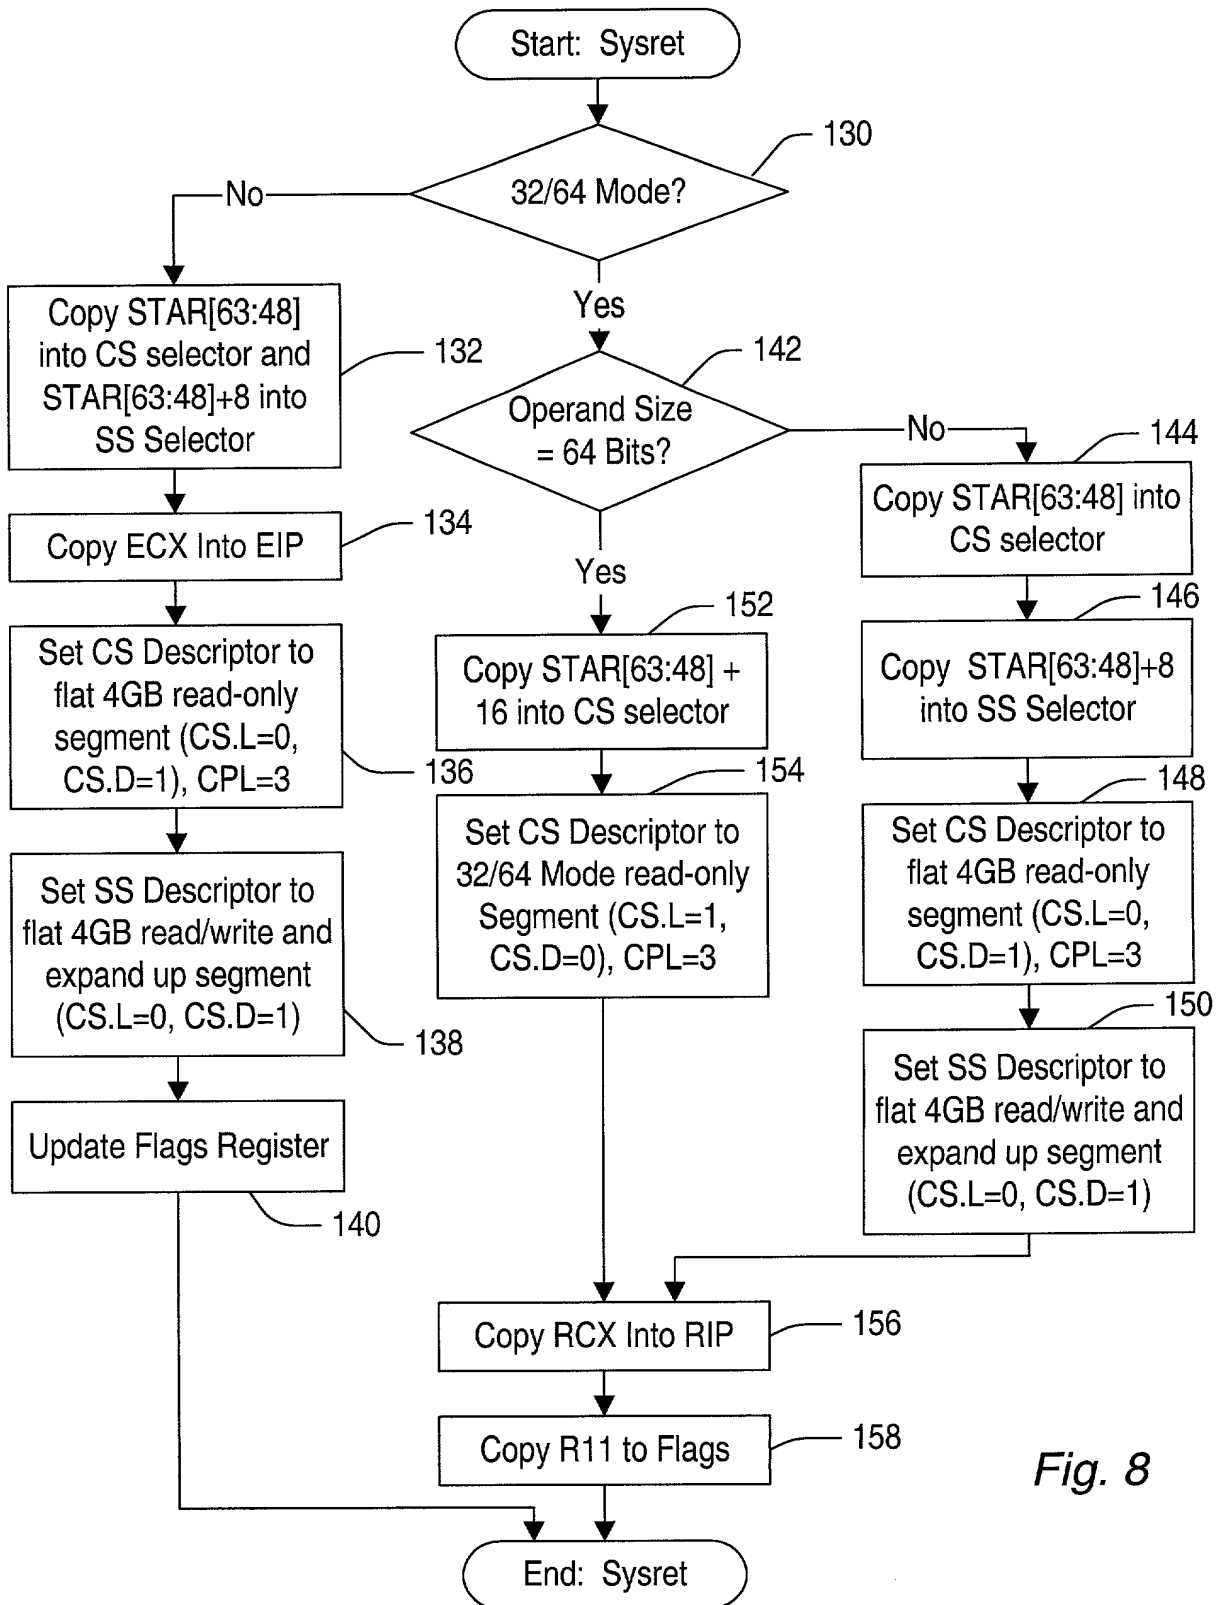 Start: Sysret
130
32/64 Mode?
No
Yes
Copy STAR[63:48]
into CS selector and
STAR[63:48]+8 into
SS Selector
132
142
Operand Size
= 64 Bits?
No
Yes
144
Copy STAR[63:48] into
CS selector
134
Copy ECX Into EIP
146
Copy STAR[63:48]+8
into SS Selector
152
Copy STAR[63:48] +
16 into CS selector
Set CS Descriptor to
flat 4GB read-only
segment (CS.L=0,
CS.D=1), CPL=3
136
154
Set CS Descriptor to
32/64 Mode read-only
Segment (CS.L=1,
CS.D=0), CPL=3
148
Set CS Descriptor to
flat 4GB read-only
segment (CS.L=0,
CS.D=1), CPL=3
Set SS Descriptor to
flat 4GB read/write and
expand up segment
(CS.L=0, CS.D=1)
138
150
Set SS Descriptor to
flat 4GB read/write and
expand up segment
(CS.L=0, CS.D=1)
Update Flags Register
140
Copy RCX Into RIP
156
Copy R11 to Flags
158
End: Sysret
Fig. 8